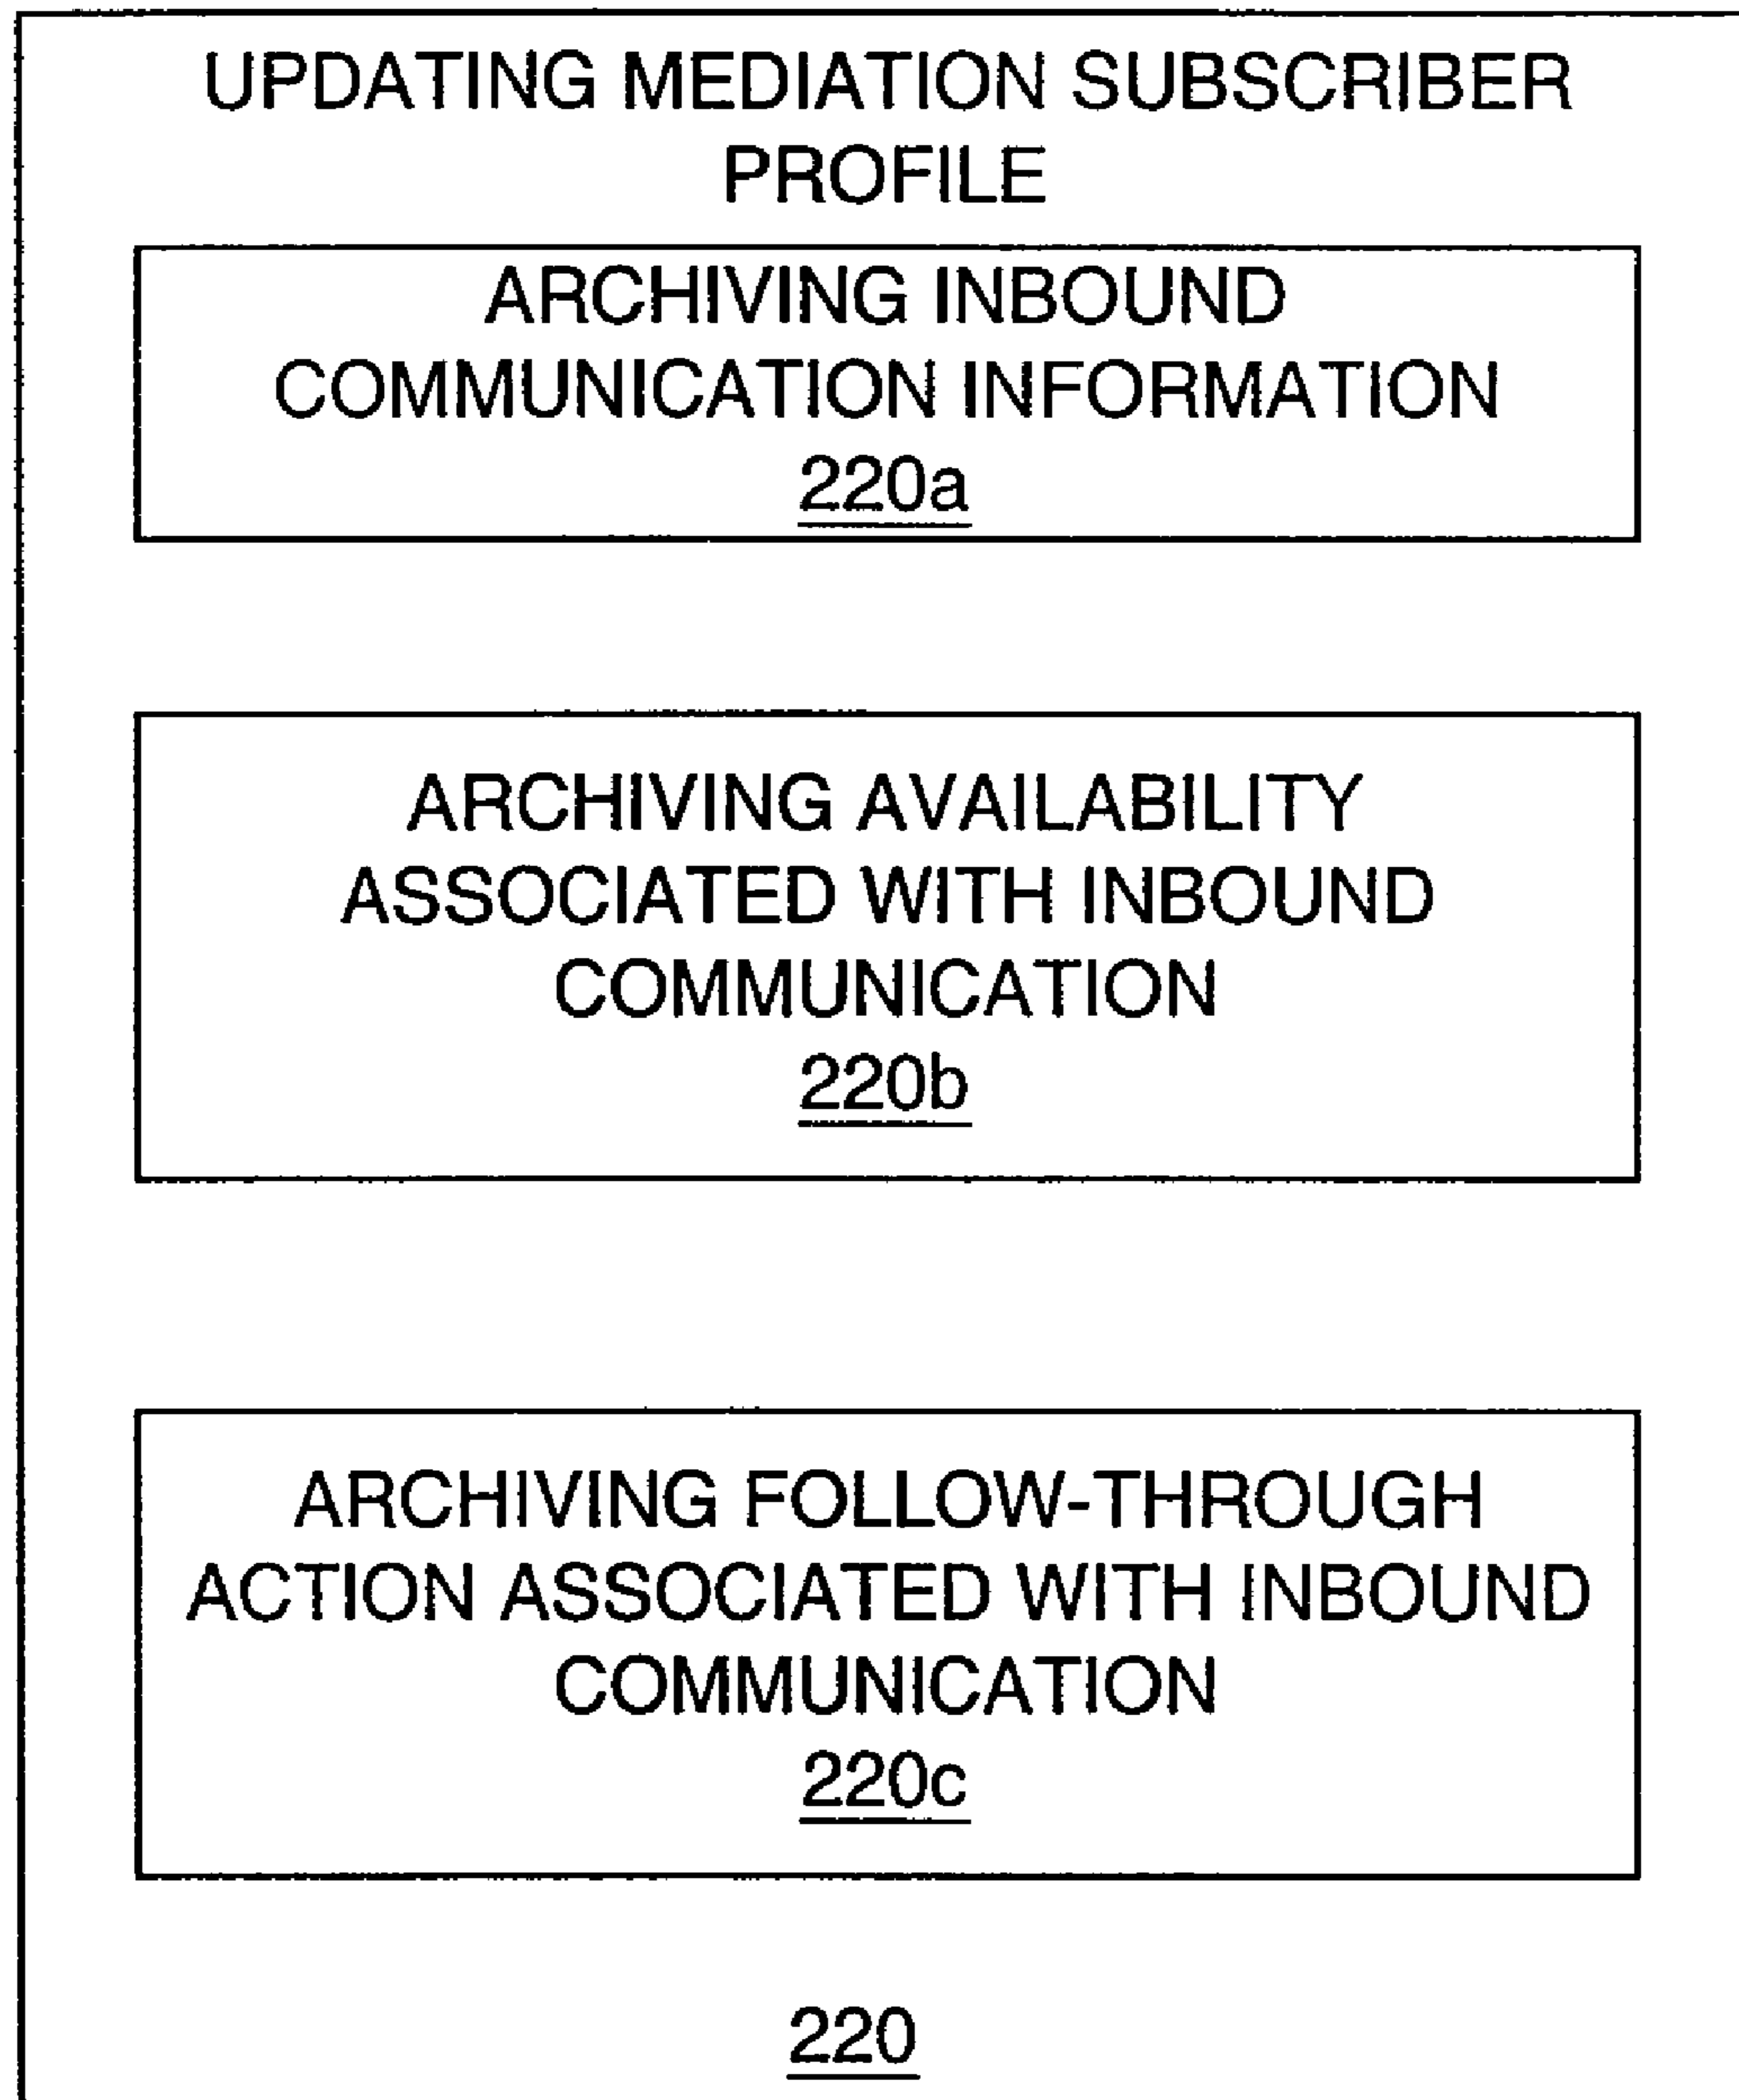 UPDATING MEDIATION SUBSCRIBER
PROFILE
ARCHIVING INBOUND
COMMUNICATION INFORMATION
220a
ARCHIVING AVAILABILITY
ASSOCIATED WITH INBOUND
COMMUNICATION
220b
ARCHIVING FOLLOW-THROUGH
ACTION ASSOCIATED WITH INBOUND
COMMUNICATION
220c
220